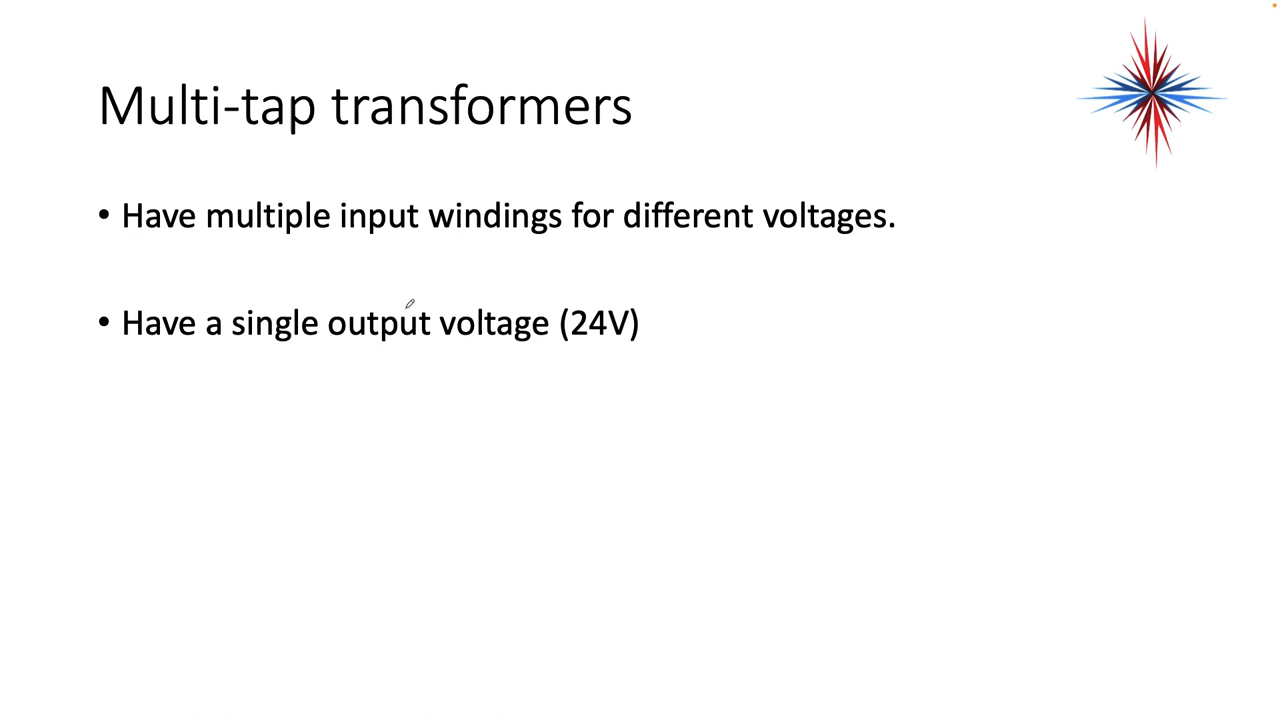 Multi-tap transformers
• Have multiple input windings for different voltages.
• Have a single output voltage (24V)